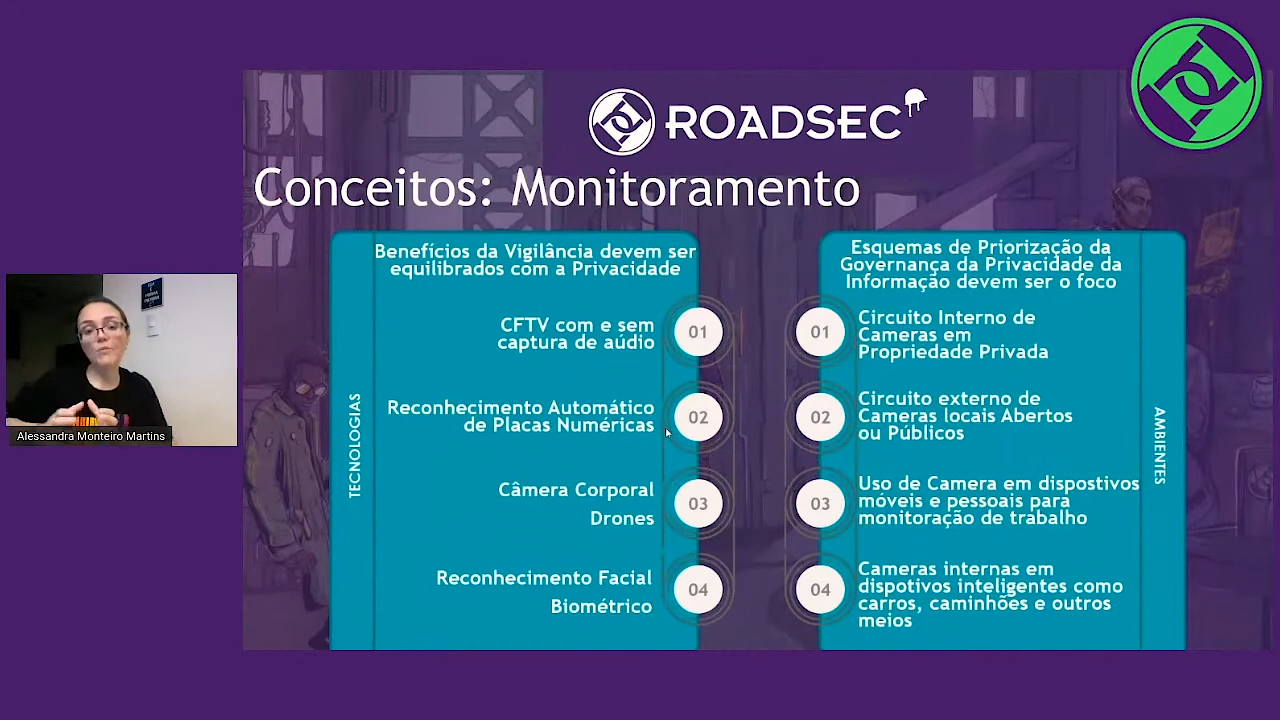 ROADSEC
Conceitos: Monitoramento
TECNOLOGIAS
Benefícios da Vigilância devem ser
equilibrados com a Privacidade
CFTV com e sem
captura de aúdio
01
Reconhecimento Automático
de Placas Numéricas
02
Câmera Corporal
Drones
03
Reconhecimento Facial
Biométrico
04
Esquemas de Priorização da
Governança da Privacidade da
Informação devem ser o foco
01
Circuito Interno de
Cameras em
Propriedade Privada
02
Circuito externo de
Cameras locais Abertos
ou Públicos
03
Uso de Camera em dispostivos
móveis e pessoais para
monitoração de trabalho
04
Cameras internas em
dispotivos inteligentes como
carros, caminhões e outros
meios
AMBIENTES
Alessandra Monteiro Martins